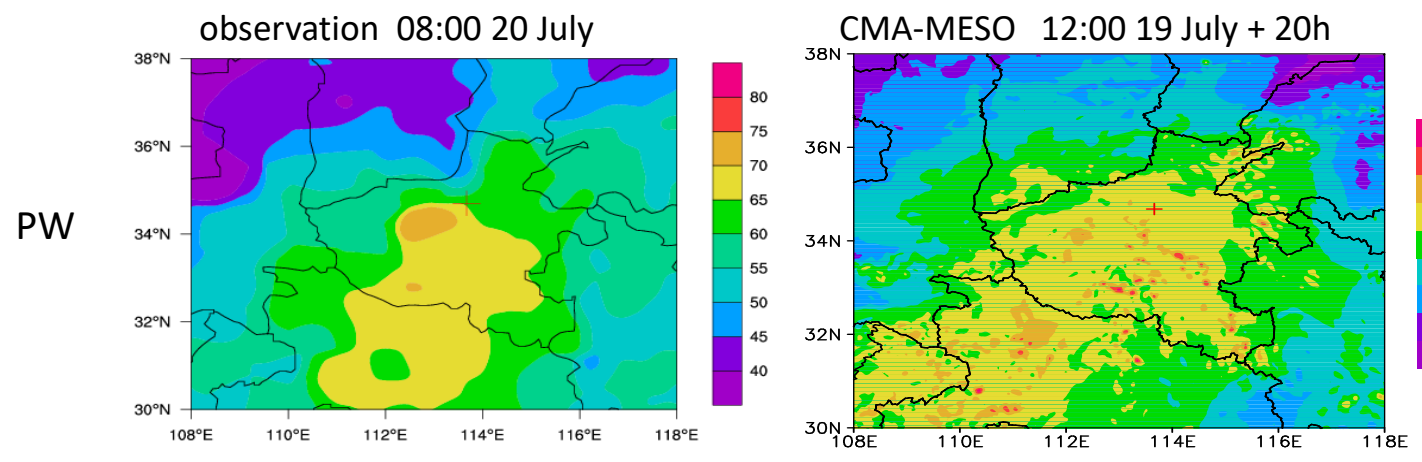 observation 08:00 20 July
CMA-MESO 12:00 19 July + 20h
PW
38°N
36°N
34°N
32°N
30°N
108°E 110°E 112°E 114°E 116°E 118°E
80
75
70
65
60
55
50
45
40
38N
36N
34N
32N
30N
108E 110E 112E 114E 116E 118E